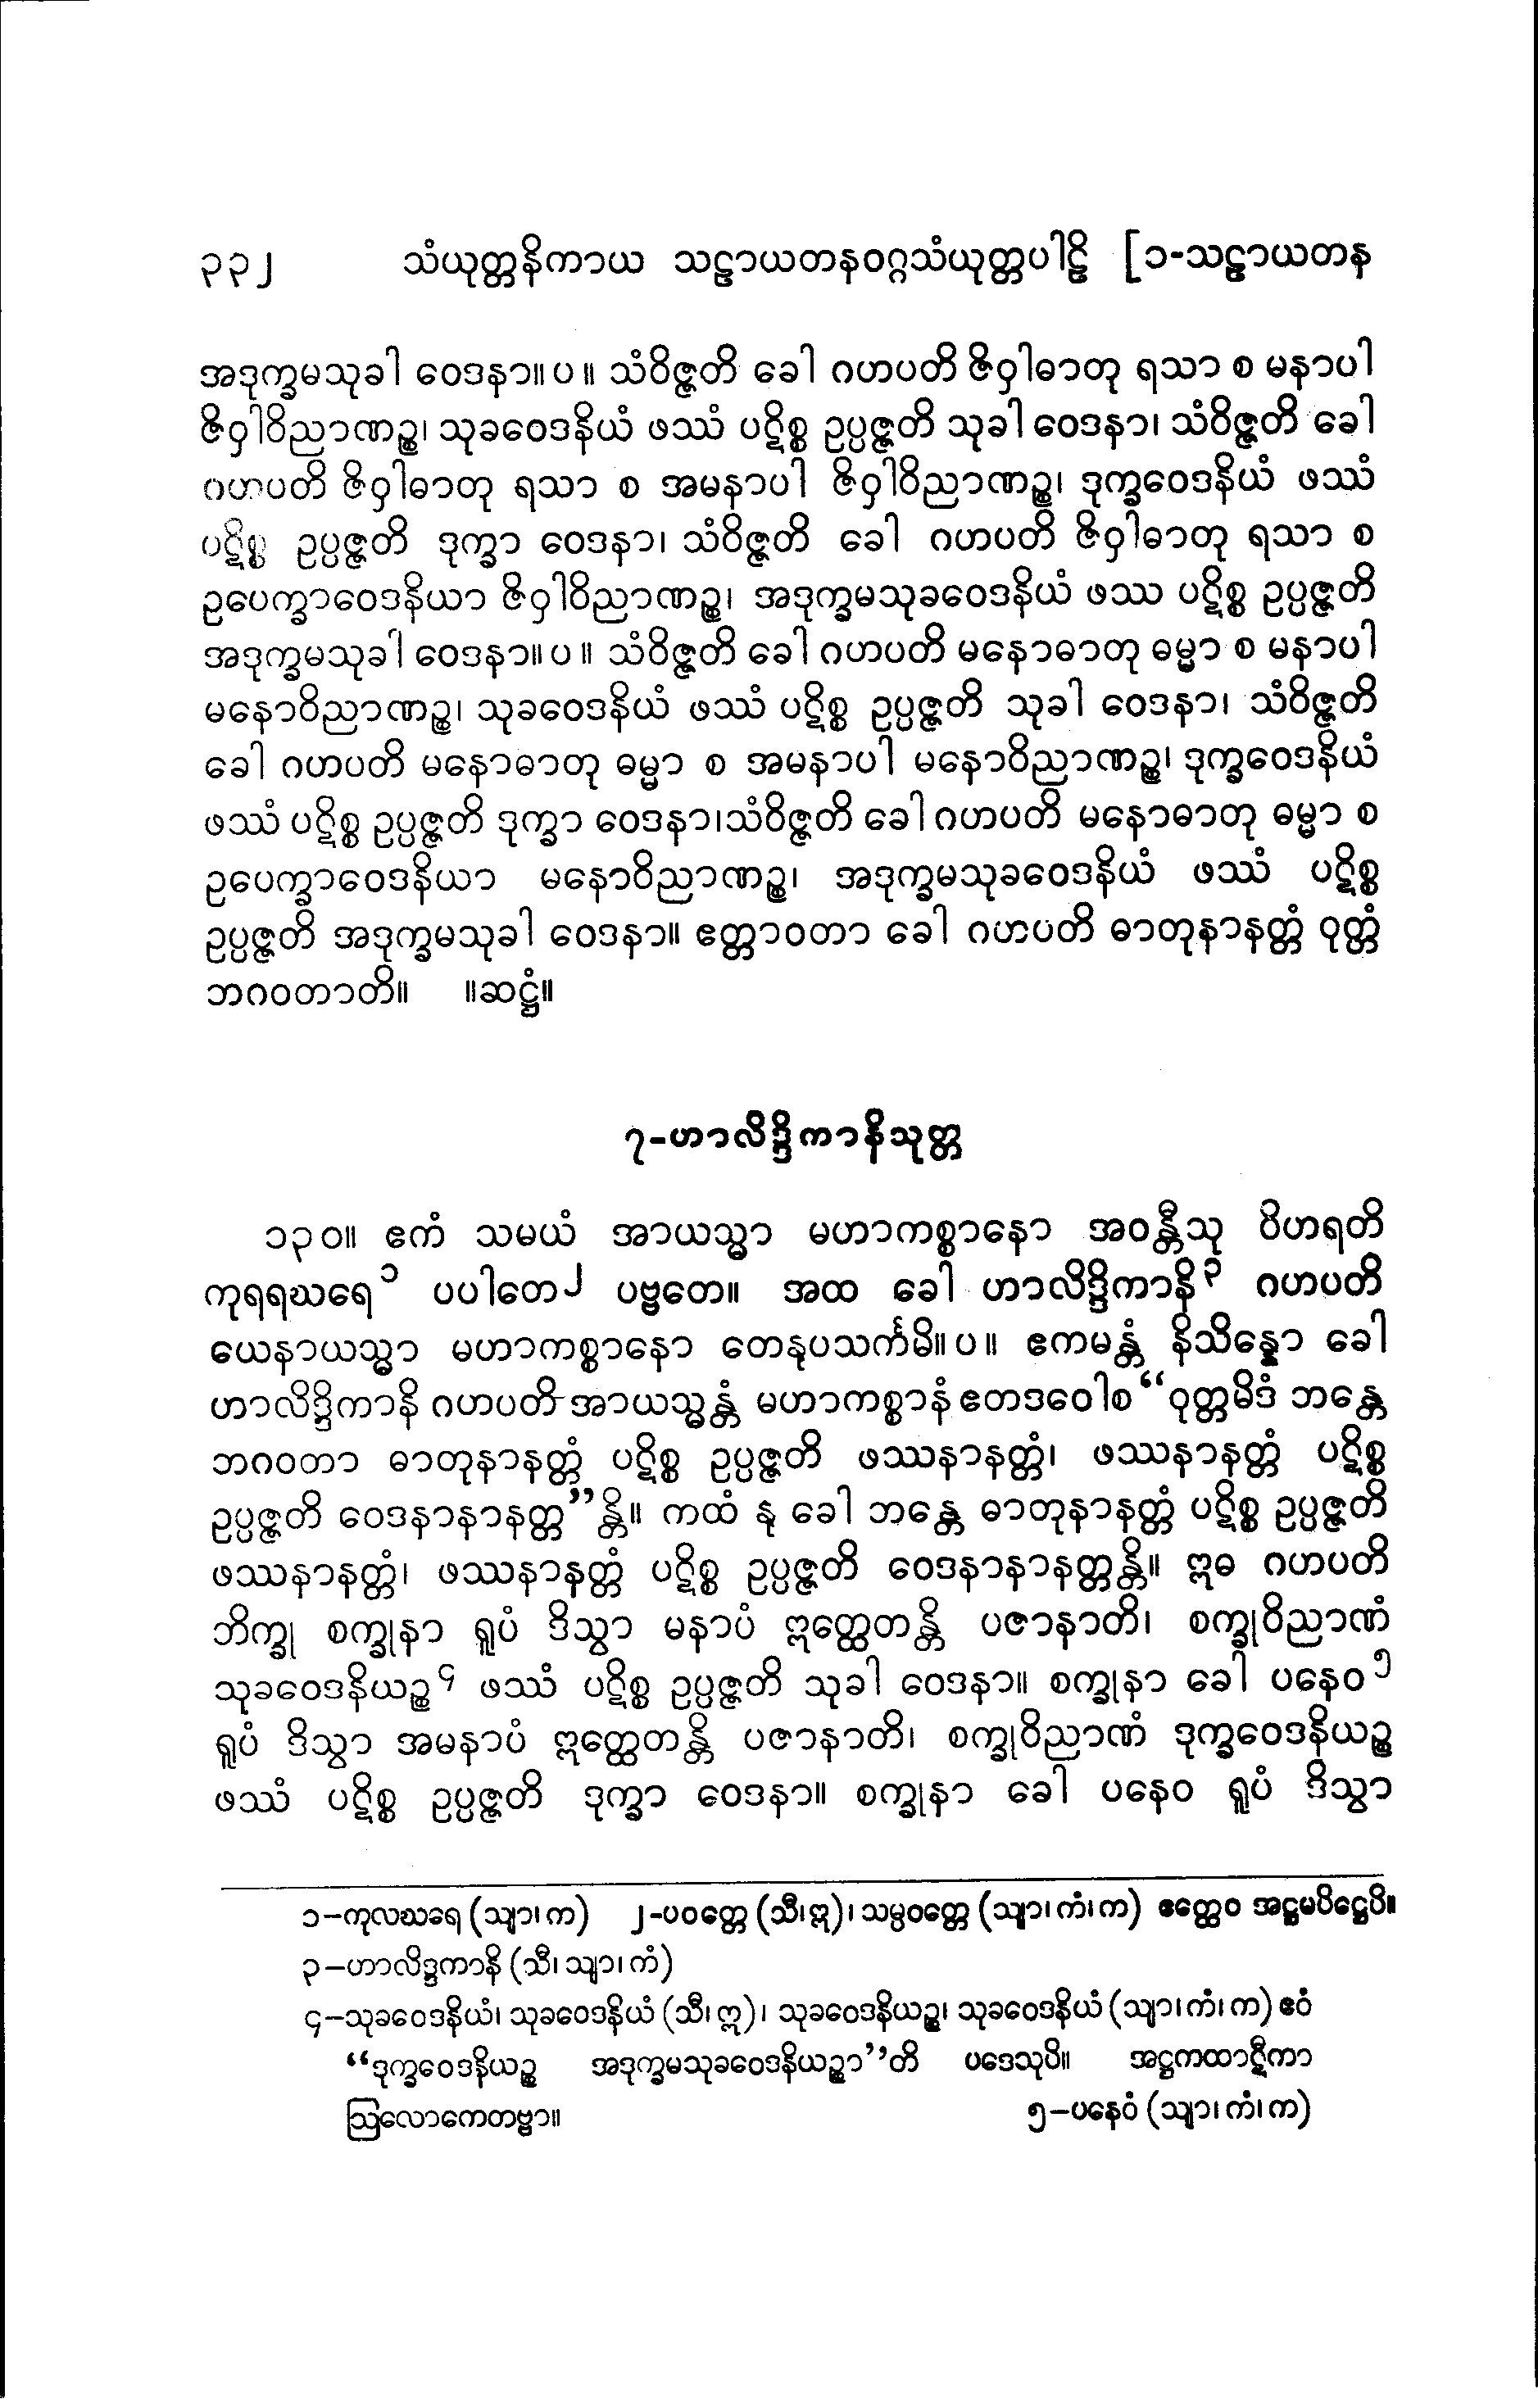 ၃၃၂ သံယုတ္တနိကာယ သဠာယတနဝဂ္ဂသံယုတ္တပါဠိ [၁-သဠာယတန
အဒုက္ခမသုခါ ဝေဒနာ။ပ။ သံဝိဇ္ဇတိ ခေါ ဂဟပတိ ဇိဝှါဓာတု ရသာ စ မနာပါ
ဇိဝှါဝိညာဏဉ္စ၊ သုခဝေဒနိယံ ဖဿံ ပဋိစ္စ ဥပ္ပဇ္ဇတိ သုခါ ဝေဒနာ၊ သံဝိဇ္ဇတိ ခေါ
ဂဟပတိ ဇိဝှါဓာတု ရသာ စ အမနာပါ ဇိဝှါဝိညာဏဉ္စ၊ ဒုက္ခဝေဒနိယံ ဖဿံ
ပဋိစ္စ ဥပ္ပဇ္ဇတိ ဒုက္ခာ ဝေဒနာ၊ သံဝိဇ္ဇတိ ခေါ ဂဟပတိ ဇိဝှါဓာတု ရသာ စ
ဥပေက္ခာဝေဒနိယာ ဇိဝှါဝိညာဏဉ္စ၊ အဒုက္ခမသုခဝေဒနိယံ ဖဿ ပဋိစ္စ ဥပ္ပဇ္ဇတိ
အဒုက္ခမသုခါ ဝေဒနာ။ပ။ သံဝိဇ္ဇတိ ခေါ ဂဟပတိ မနောဓာတု ဓမ္မာ စ မနာပါ
မနောဝိညာဏဉ္စ၊ သုခဝေဒနိယံ ဖဿံ ပဋိစ္စ ဥပ္ပဇ္ဇတိ သုခါ ဝေဒနာ၊ သံဝိဇ္ဇတိ
ခေါ ဂဟပတိ မနောဓာတု ဓမ္မာ စ အမနာပါ မနောဝိညာဏဉ္စ၊ ဒုက္ခဝေဒနိယံ
ဖဿံ ပဋိစ္စ ဥပ္ပဇ္ဇတိ ဒုက္ခာ ဝေဒနာ၊သံဝိဇ္ဇတိ ခေါ ဂဟပတိ မနောဓာတု ဓမ္မာ စ
ဥပေက္ခာဝေဒနိယာ မနောဝိညာဏဉ္စ၊ အဒုက္ခမသုခဝေဒနိယံ ဖဿံ ပဋိစ္စ
ဥပ္ပဇ္ဇတိ အဒုက္ခမသုခါ ဝေဒနာ။ ဧတ္တာဝတာ ခေါ ဂဟပတိ ဓာတုနာနတ္တံ ဝုတ္တံ
ဘဂဝတာတိ။ ။ဆဋ္ဌံ။
၇-ဟာလိဒ္ဒိကာနိသုတ္တ
၁၃၀။ ဧကံ သမယံ အာယသ္မာ မဟာကစ္စာနော အဝန္တီသု ဝိဟရတိ
ကုရရဃရေ၁ ပပါတေ၂ ပဗ္ဗတေ။ အထ ခေါ ဟာလိဒ္ဒိကာနိ၃ ဂဟပတိ
ယေနာယသ္မာ မဟာကစ္စာနော တေနုပသင်္ကမိ။ပ။ ဧကမန္တံ နိသိန္နော ခေါ
ဟာလိဒ္ဒိကာနိ ဂဟပတိ အာယသ္မန္တံ မဟာကစ္စာနံ ဧတဒဝေါစ “ဝုတ္တမိဒံ ဘန္တေ
ဘဂဝတာ ဓာတုနာနတ္တံ ပဋိစ္စ ဥပ္ပဇ္ဇတိ ဖဿနာနတ္တံ၊ ဖဿနာနတ္တံ ပဋိစ္စ
ဥပ္ပဇ္ဇတိ ဝေဒနာနာနတ္တ”န္တိ။ ကထံ နု ခေါ ဘန္တေ ဓာတုနာနတ္တံ ပဋိစ္စ ဥပ္ပဇ္ဇတိ
ဖဿနာနတ္တံ၊ ဖဿနာနတ္တံ ပဋိစ္စ ဥပ္ပဇ္ဇတိ ဝေဒနာနာနတ္တန္တိ။ ဣဓ ဂဟပတိ
ဘိက္ခု စက္ခုနာ ရူပံ ဒိသွာ မနာပံ ဣတ္ထေတန္တိ ပဇာနာတိ၊ စက္ခုဝိညာဏံ
သုခဝေဒနိယဉ္စ၄ ဖဿံ ပဋိစ္စ ဥပ္ပဇ္ဇတိ သုခါ ဝေဒနာ။ စက္ခုနာ ခေါ ပနေဝ၅
ရူပံ ဒိသွာ အမနာပံ ဣတ္ထေတန္တိ ပဇာနာတိ၊ စက္ခုဝိညာဏံ ဒုက္ခဝေဒနိယဉ္စ
ဖဿံ ပဋိစ္စ ဥပ္ပဇ္ဇတိ ဒုက္ခာ ဝေဒနာ။ စက္ခုနာ ခေါ ပနေဝ ရူပံ ဒိသွာ
၁–ကုလဃရေ (သျာ၊ က) ၂-ပဝတ္တေ (သီ၊ ဣ)၊ သမ္ပဝတ္တေ (သျာ၊ ကံ၊ က) ဧတ္ထေဝ အဋ္ဌမပိဋ္ဌေပိ။
၃–ဟာလိဒ္ဒကာနိ (သီ၊ သျာ၊ ကံ)
၄–သုခဝေဒနိယံ၊ သုခဝေဒနိယံ (သီ၊ ဣ)၊ သုခဝေဒနိယဉ္စ၊ သုခဝေဒနိယံ (သျာ၊ ကံ၊ က) ဧဝံ
“ဒုက္ခဝေဒနိယဉ္စ အဒုက္ခမသုခဝေဒနိယဉ္စာ”တိ ပဒေသုပိ။ အဋ္ဌကထာဋီကာ
ဩလောကေတဗ္ဗာ။ ၅–ပနေဝံ (သျာ၊ ကံ၊ က)